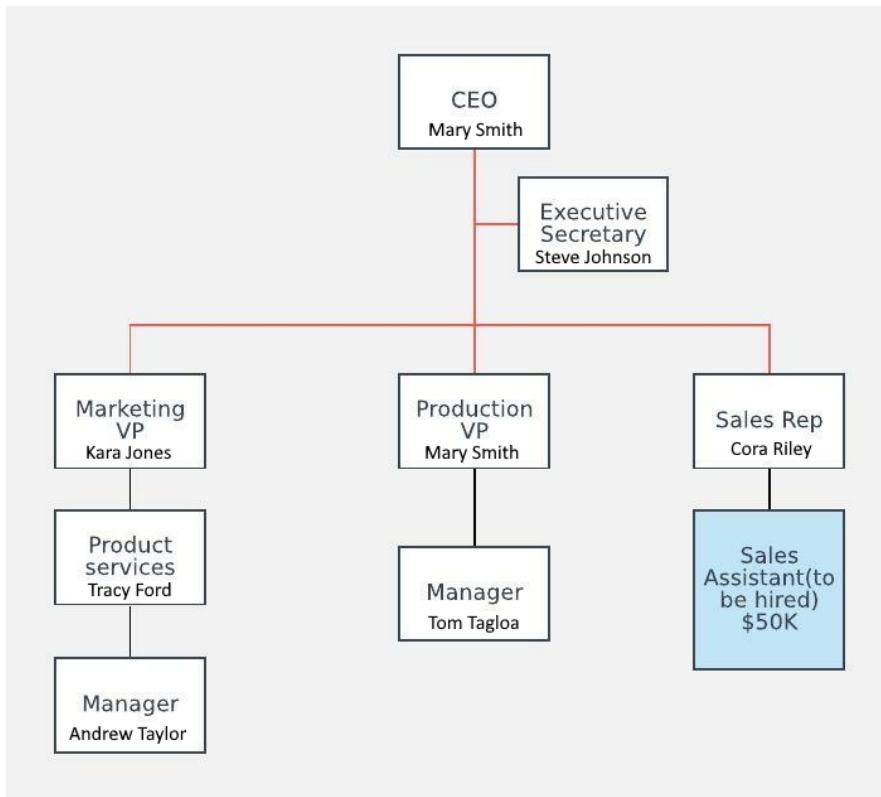 CEO
Mary Smith
Executive
Secretary
Steve Johnson
Marketing
VP
Kara Jones
Production
VP
Mary Smith
Sales Rep
Cora Riley
Product
services
Tracy Ford
Manager
Tom Tagloa
Sales
Assistant(to
be hired)
$50K
Manager
Andrew Taylor